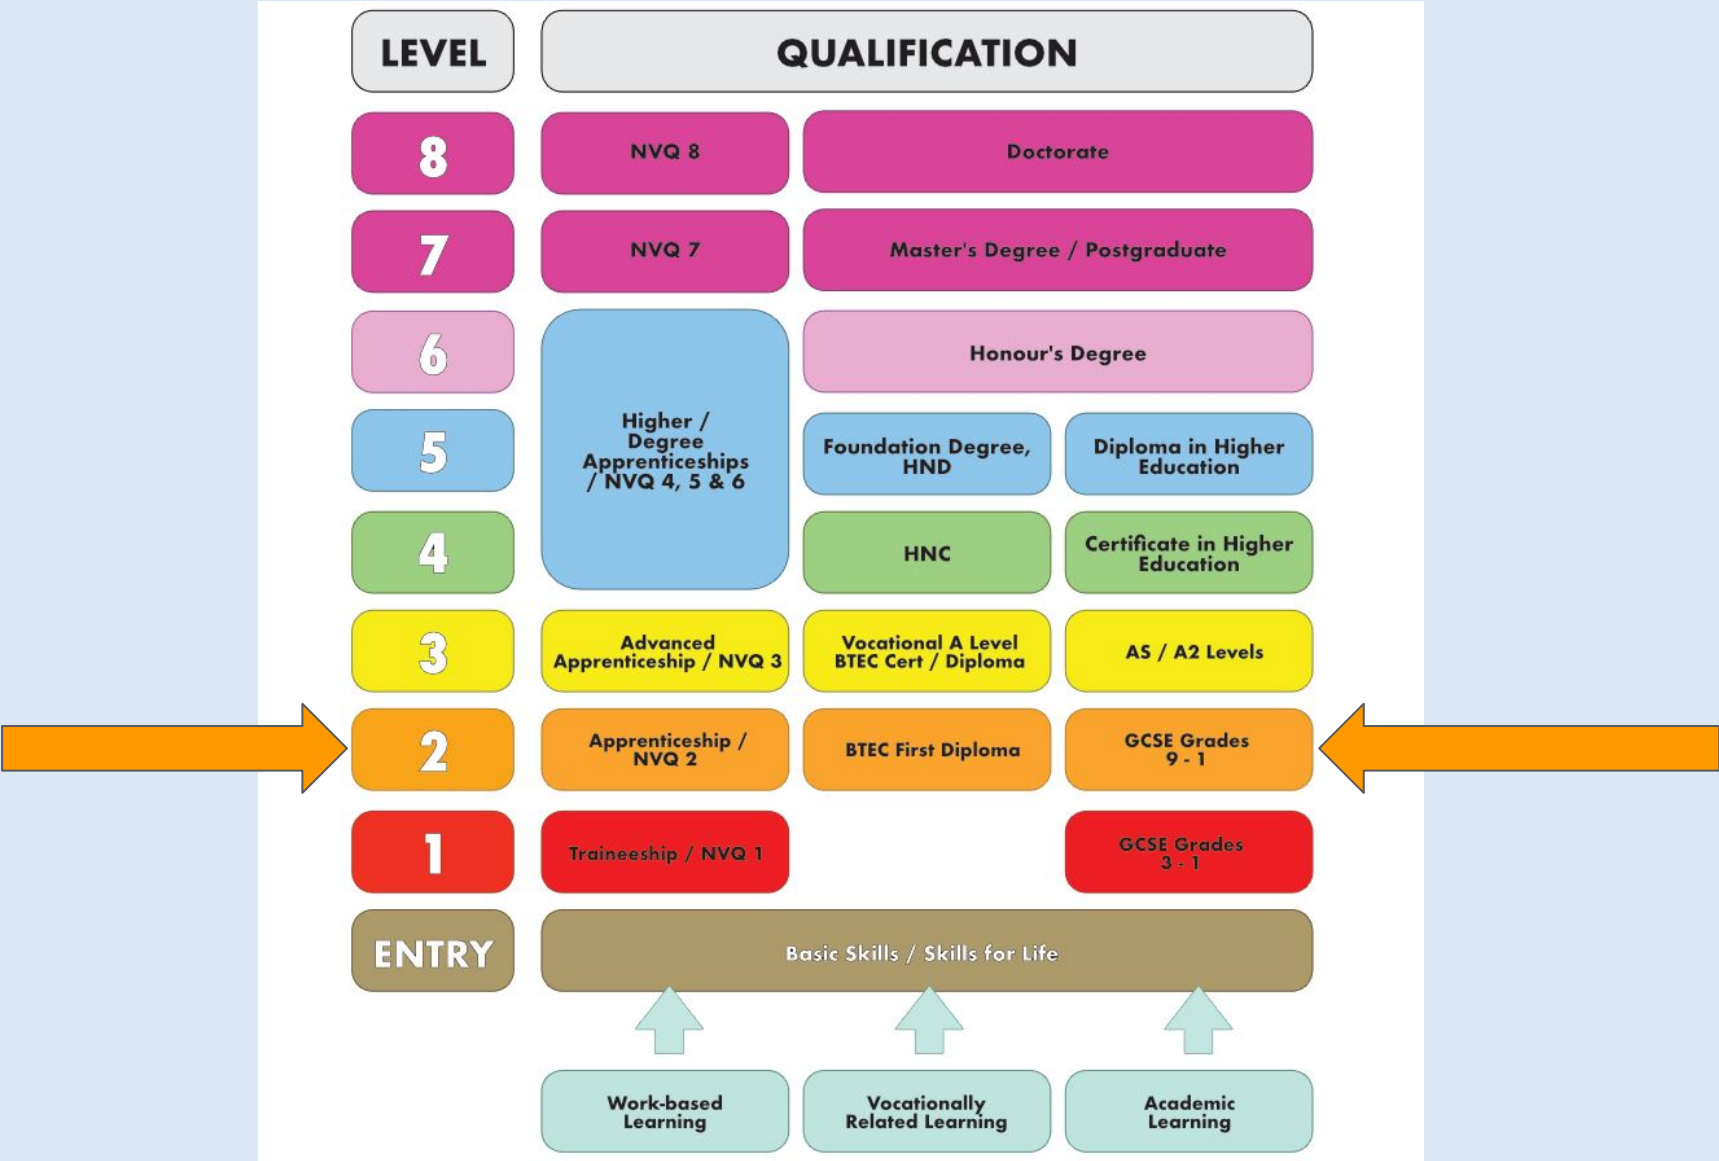 LEVEL
QUALIFICATION
8
NVQ 8
Doctorate
7
NVQ 7
Master's Degree / Postgraduate
6
Honour's Degree
Higher /
Degree
Apprenticeships
/ NVQ 4, 5 & 6
5
Foundation Degree,
HND
Diploma in Higher
Education
4
HNC
Certificate in Higher
Education
3
Advanced
Apprenticeship / NVQ 3
Vocational A Level
BTEC Cert / Diploma
AS / A2 Levels
2
Apprenticeship /
NVQ 2
BTEC First Diploma
GCSE Grades
9 - 1
1
Traineeship / NVQ 1
GCSE Grades
3 - 1
ENTRY
Basic Skills / Skills for Life
Work-based
Learning
Vocationally
Related Learning
Academic
Learning